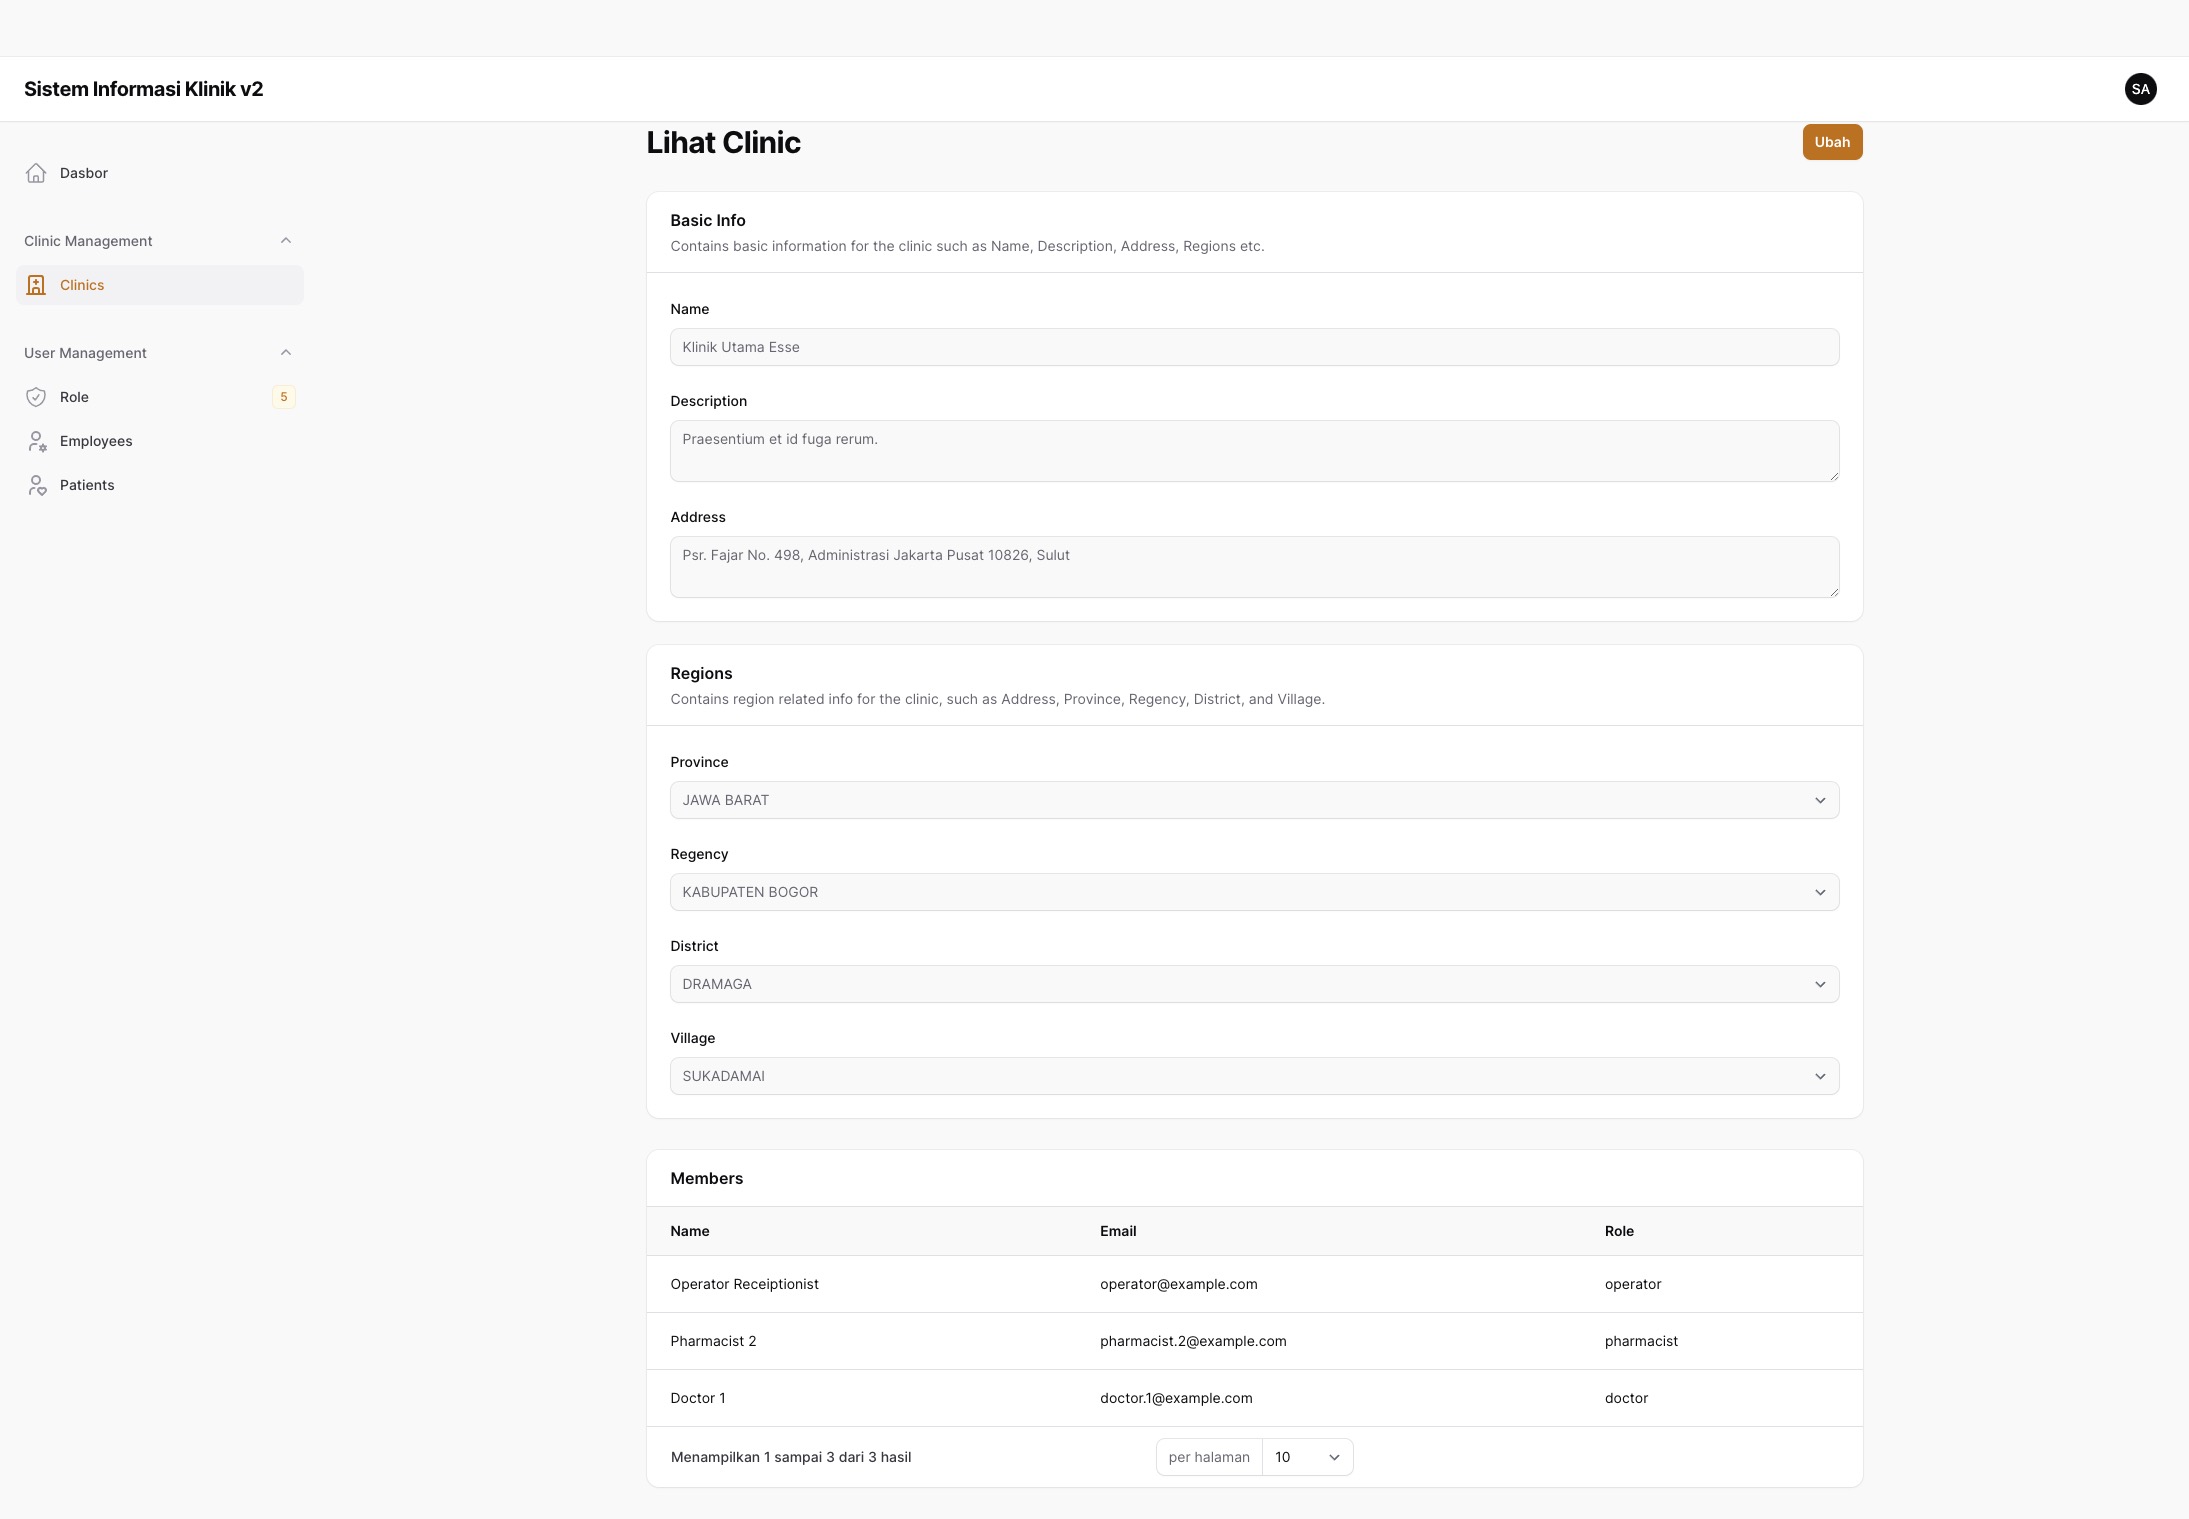 Sistem Informasi Klinik v2
SA
Dasbor
Clinic Management
Clinics
User Management
Role
5
Employees
Patients
Lihat Clinic
Ubah
Basic Info
Contains basic information for the clinic such as Name, Description, Address, Regions etc.
Name
Klinik Utama Esse
Description
Praesentium et id fuga rerum.
Address
Psr. Fajar No. 498, Administrasi Jakarta Pusat 10826, Sulut
Regions
Contains region related info for the clinic, such as Address, Province, Regency, District, and Village.
Province
JAWA BARAT
Regency
KABUPATEN BOGOR
District
DRAMAGA
Village
SUKADAMAI
Members
Name Email Role
Operator Receiptionist operator@example.com operator
Pharmacist 2 pharmacist.2@example.com pharmacist
Doctor 1 doctor.1@example.com doctor
Menampilkan 1 sampai 3 dari 3 hasil per halaman 10